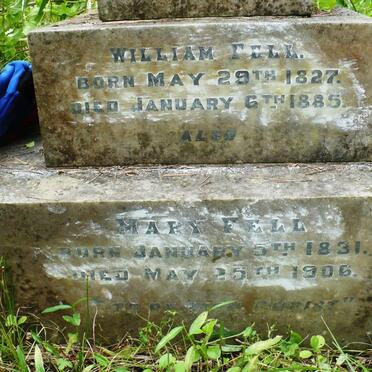 WILLIAM FELL.
BORN MAY 29TH 1827.
DIED JANUARY 6TH 1885.
ALSO
MARY FELL
BORN JANUARY 5TH 1831.
DIED MAY 25TH 1906.
CHRIST"